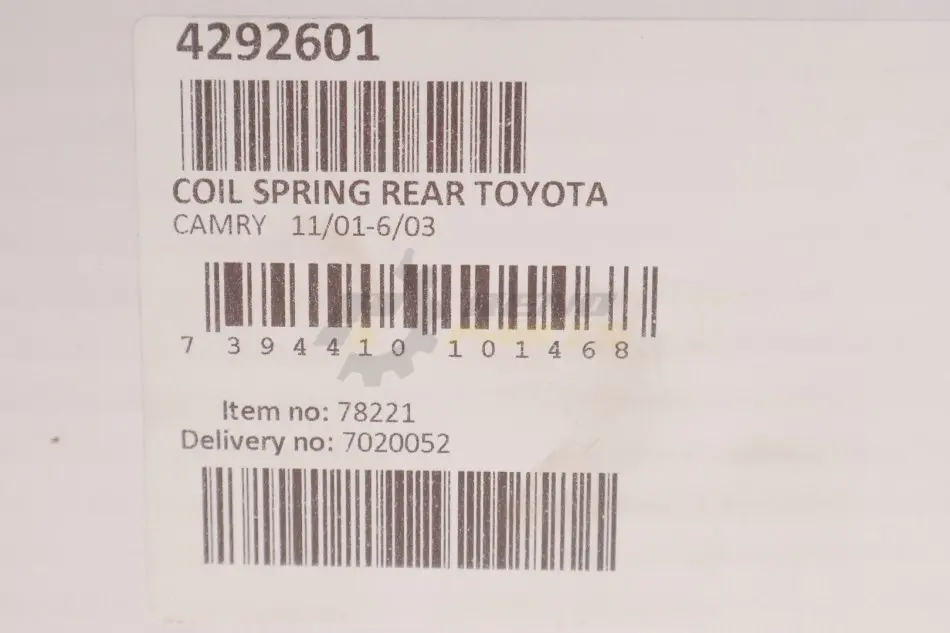 4292601
COIL SPRING REAR TOYOTA
CAMRY 11/01-6/03
7 394410 101468
Item no: 78221
Delivery no: 7020052